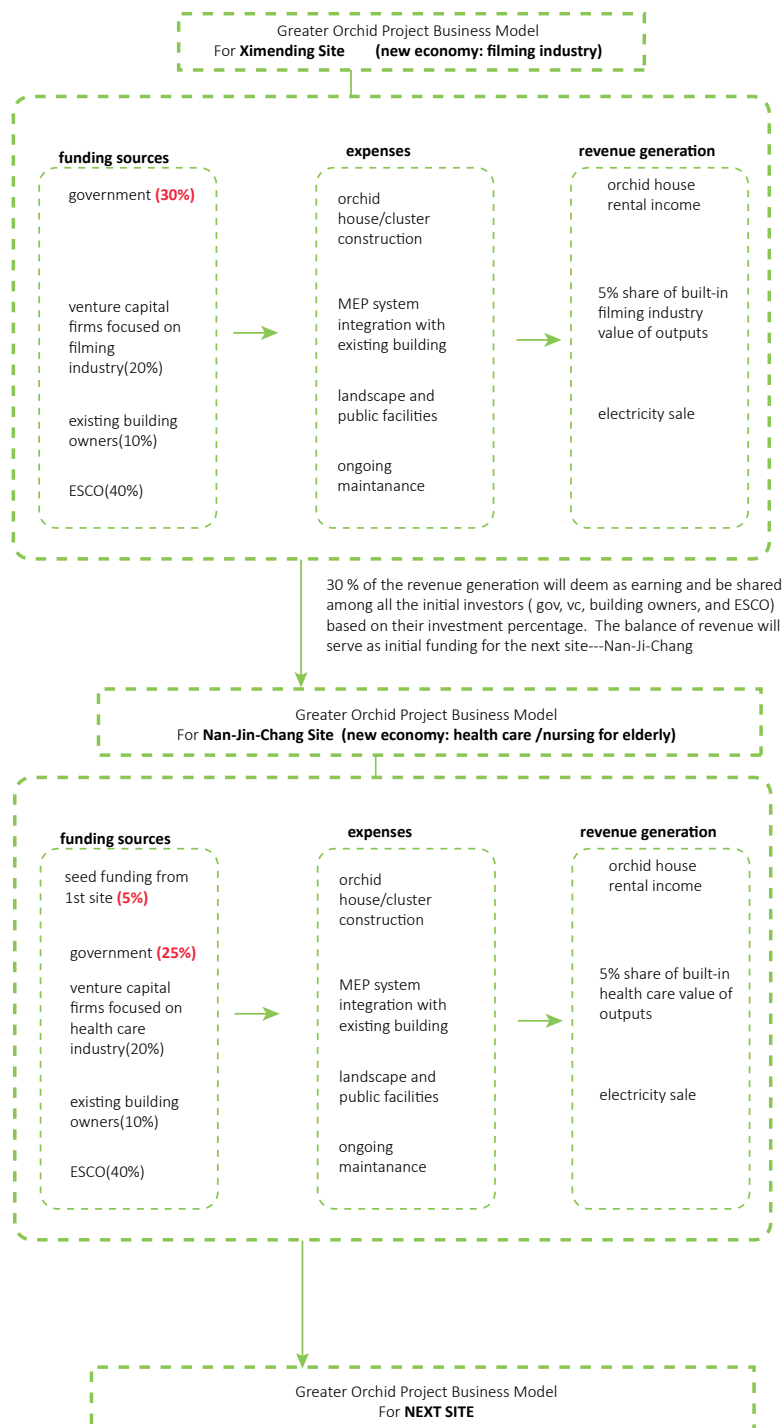 Greater Orchid Project Business Model
For Ximending Site (new economy: filming industry)
funding sources
government (30%)
venture capital
firms focused on
filming
industry(20%)
existing building
owners(10%)
ESCO(40%)
expenses
orchid
house/cluster
construction
MEP system
integration with
existing building
landscape and
public facilities
ongoing
maintanance
revenue generation
orchid house
rental income
5% share of built-in
filming industry
value of outputs
electricity sale
30 % of the revenue generation will deem as earning and be shared
among all the initial investors ( gov, vc, building owners, and ESCO)
based on their investment percentage. The balance of revenue will
serve as initial funding for the next site---Nan-Ji-Chang
Greater Orchid Project Business Model
For Nan-Jin-Chang Site (new economy: health care /nursing for elderly)
funding sources
seed funding from
1st site (5%)
government (25%)
venture capital
firms focused on
health care
industry(20%)
existing building
owners(10%)
ESCO(40%)
expenses
orchid
house/cluster
construction
MEP system
integration with
existing building
landscape and
public facilities
ongoing
maintanance
revenue generation
orchid house
rental income
5% share of built-in
health care value of
outputs
electricity sale
Greater Orchid Project Business Model
For NEXT SITE